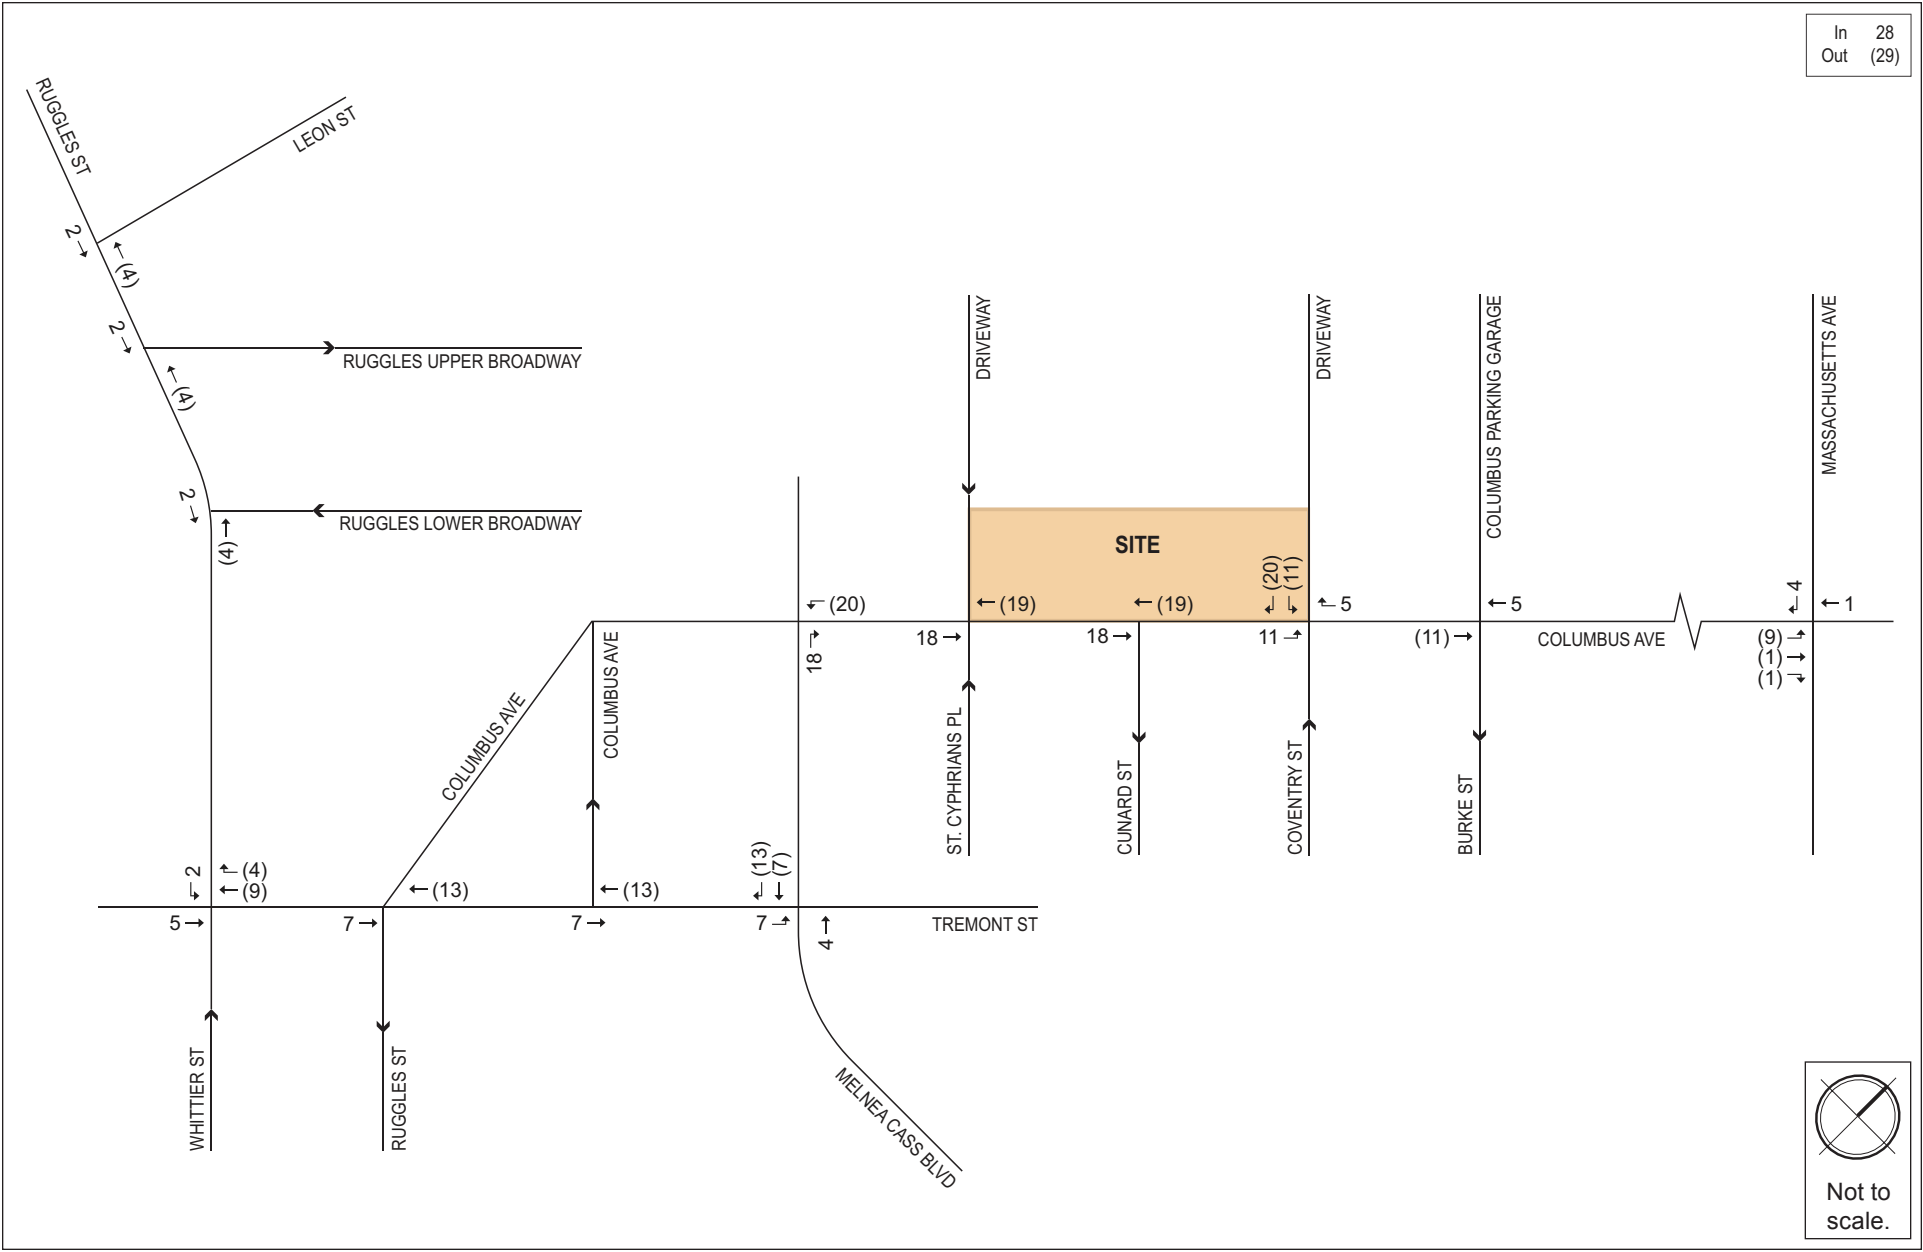 In 28
Out (29)
RUGGLES ST
LEON ST
2
(4)
2
RUGGLES UPPER BROADWAY
(4)
2
RUGGLES LOWER BROADWAY
(4)
DRIVEWAY
DRIVEWAY
COLUMBUS PARKING GARAGE
MASSACHUSETTS AVE
SITE
(20)
(11)
(20)
(19)
(19)
5
5
4
1
18
18
18
11
(11)
COLUMBUS AVE
(9)
(1)
(1)
COLUMBUS AVE
COLUMBUS AVE
ST. CYPHRIANS PL
CUNARD ST
COVENTRY ST
BURKE ST
2
(4)
(9)
(13)
(13)
(13)
(7)
5
7
7
7
4
TREMONT ST
WHITTIER ST
RUGGLES ST
MELNEA CASS BLVD
Not to
scale.